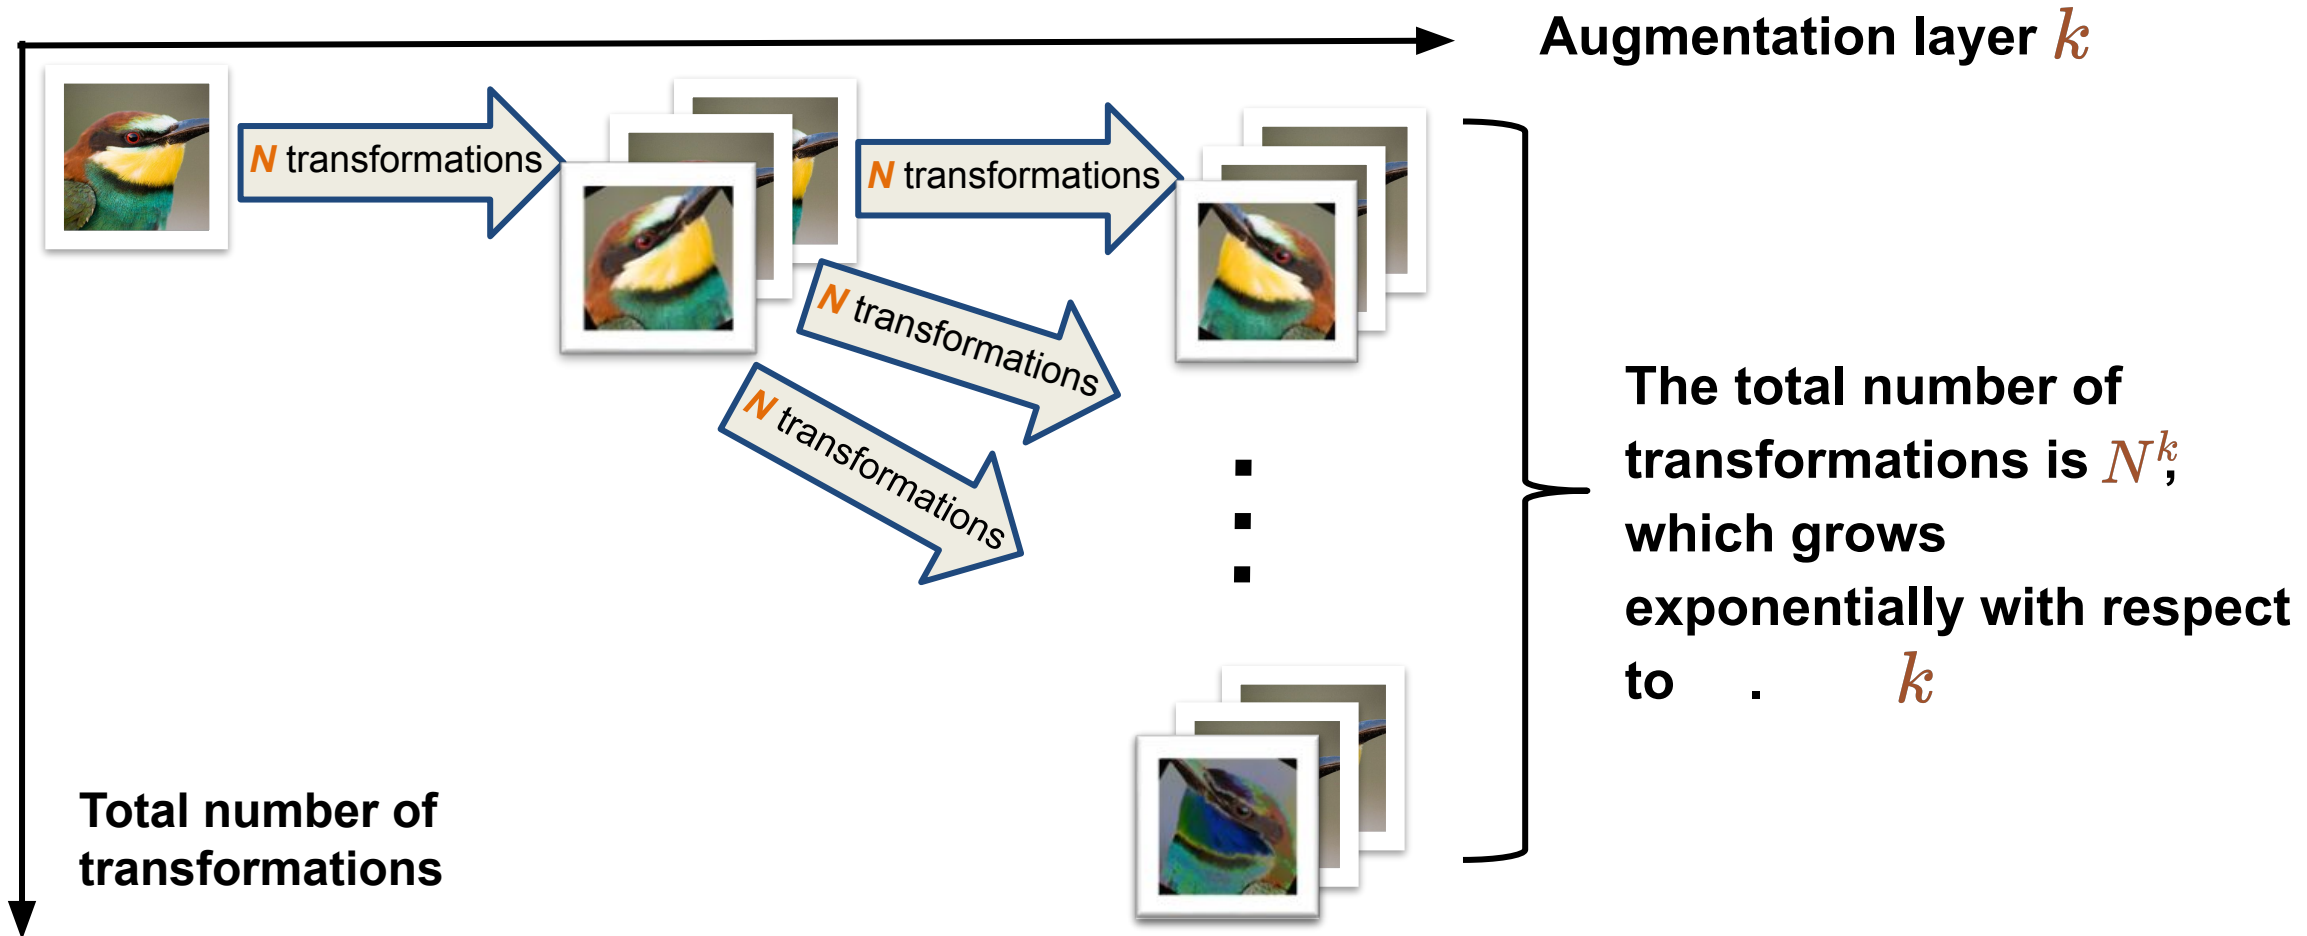 Augmentation layer k
N transformations
N transformations
N transformations
N transformations
The total number of
transformations is N^k,
which grows
exponentially with respect
to . k
Total number of
transformations